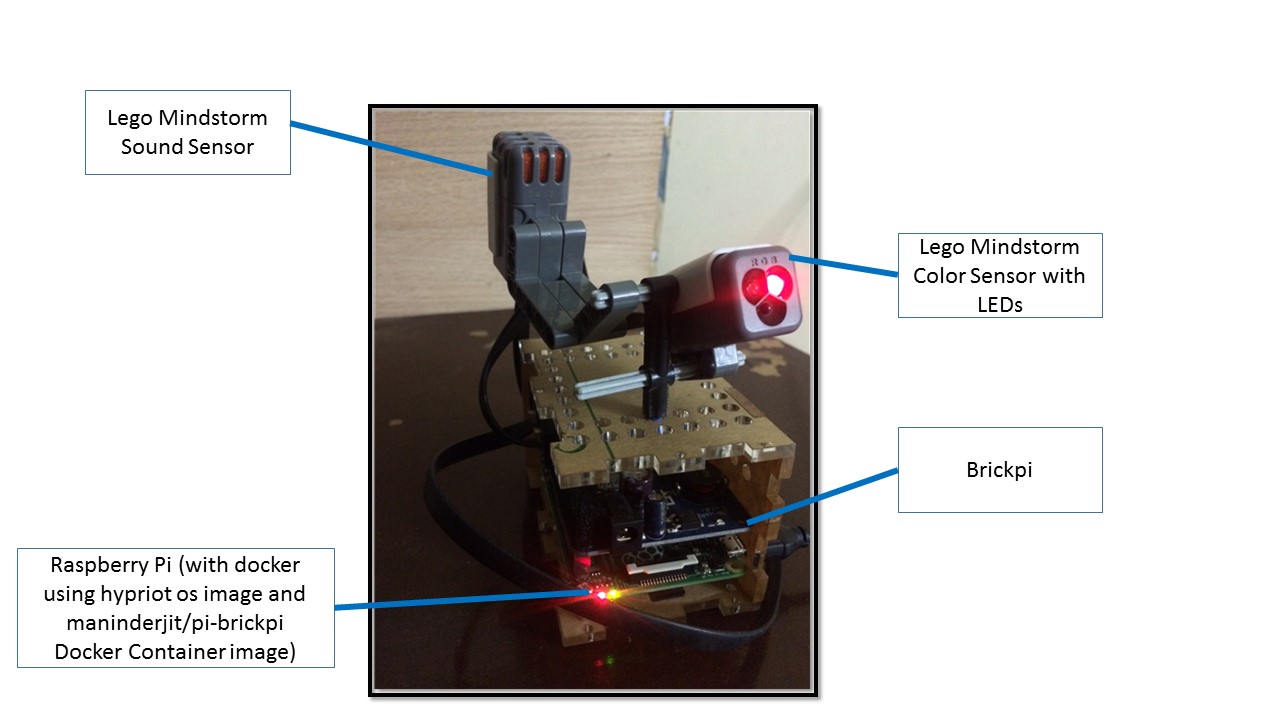 Lego Mindstorm
Sound Sensor
RGB
Lego Mindstorm
Color Sensor with
LEDs
Brickpi
Raspberry Pi (with docker
using hypriot os image and
maninderjit/pi-brickpi
Docker Container image)